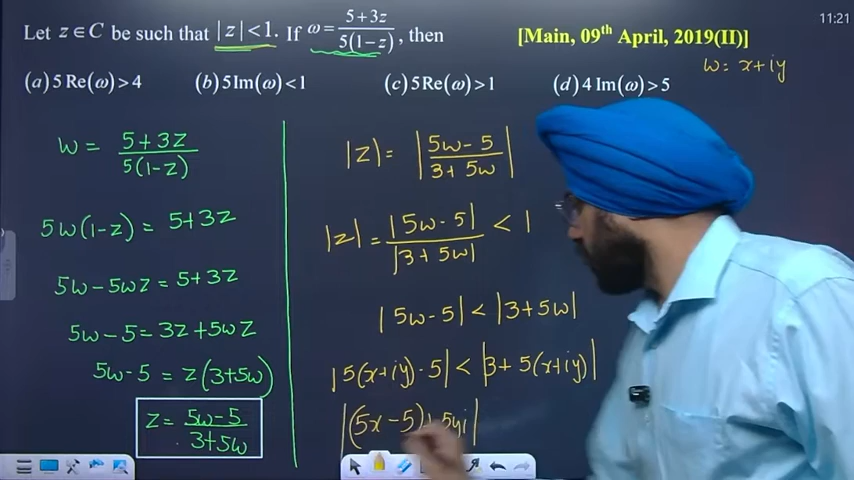 11:21
Let z ∈ C be such that |z| < 1. If ω = (5+3z)/(5(1−z)), then
[Main, 09th April, 2019(II)]
w = x+iy
(a) 5 Re(ω) > 4 (b) 5 Im(ω) < 1 (c) 5 Re(ω) > 1 (d) 4 Im(ω) > 5
w = (5+3z)/(5(1−z))
5w(1−z) = 5+3z
5w − 5wz = 5+3z
5w − 5 = 3z + 5wz
5w − 5 = z(3+5w)
z = (5w−5)/(3+5w)
|z| = |(5w−5)/(3+5w)|
|z| = |5w−5|/|3+5w| < 1
|5w−5| < |3+5w|
|5(x+iy) − 5| < |3 + 5(x+iy)|
|(5x−5)+5yi|